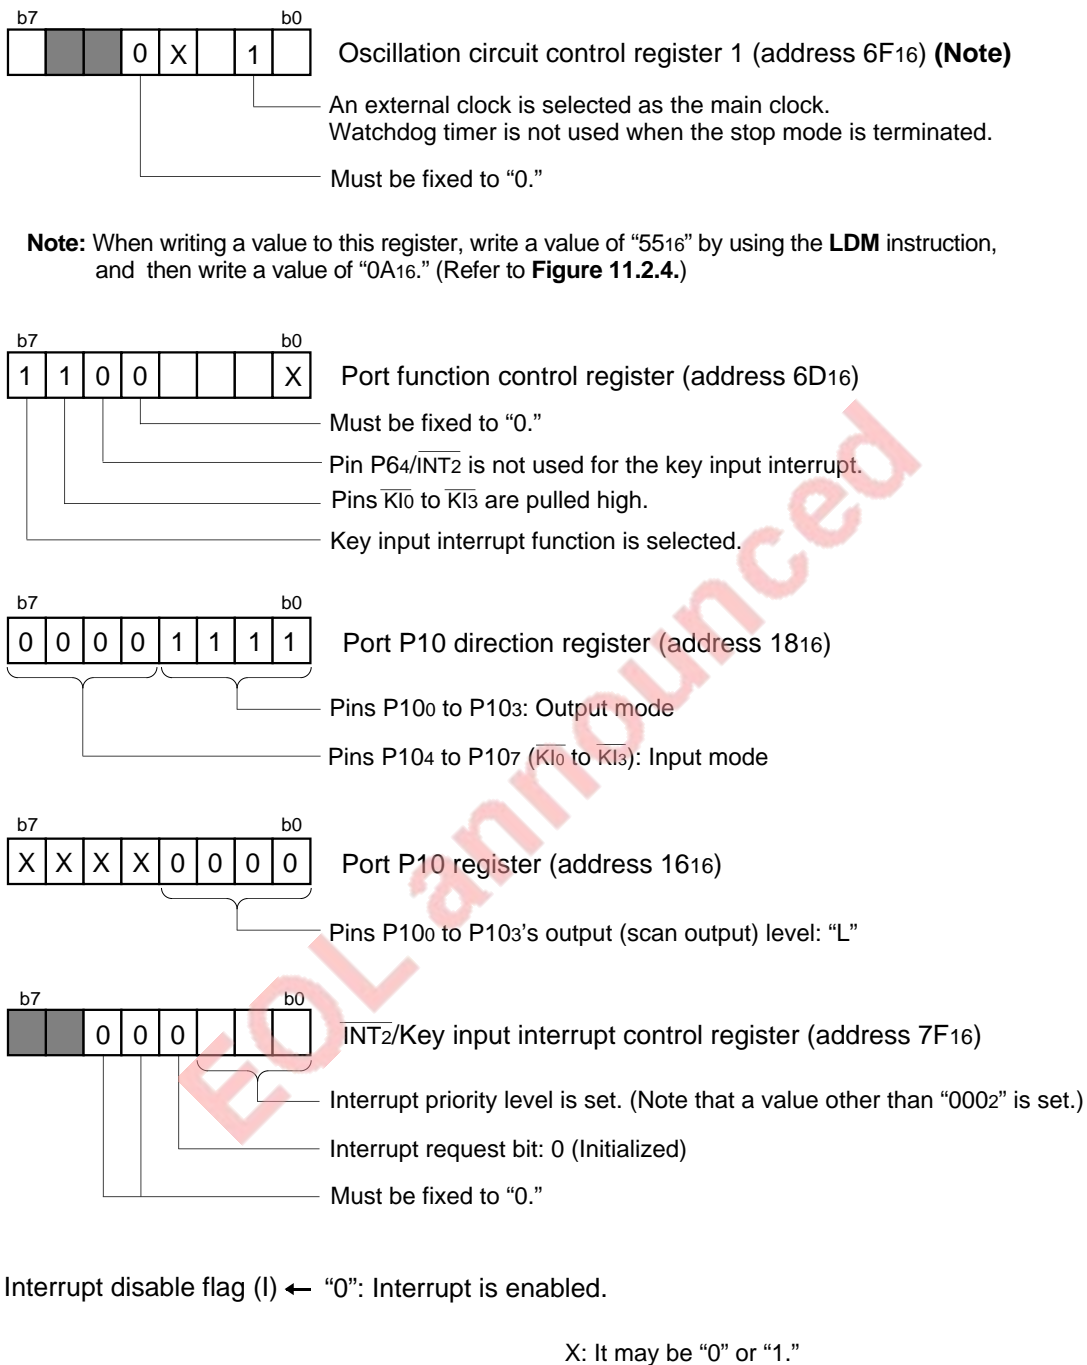 b7 b0
0 X 1 Oscillation circuit control register 1 (address 6F16) (Note)
An external clock is selected as the main clock.
Watchdog timer is not used when the stop mode is terminated.
Must be fixed to “0.”
Note: When writing a value to this register, write a value of “5516” by using the LDM instruction,
and then write a value of “0A16.” (Refer to Figure 11.2.4.)
b7 b0
1 1 0 0 X Port function control register (address 6D16)
Must be fixed to “0.”
Pin P64/INT2 is not used for the key input interrupt.
Pins KI0 to KI3 are pulled high.
Key input interrupt function is selected.
b7 b0
0 0 0 0 1 1 1 1 Port P10 direction register (address 1816)
Pins P100 to P103: Output mode
Pins P104 to P107 (KI0 to KI3): Input mode
b7 b0
X X X X 0 0 0 0 Port P10 register (address 1616)
Pins P100 to P103’s output (scan output) level: “L”
b7 b0
0 0 0 INT2/Key input interrupt control register (address 7F16)
Interrupt priority level is set. (Note that a value other than “0002” is set.)
Interrupt request bit: 0 (Initialized)
Must be fixed to “0.”
Interrupt disable flag (I) ← “0”: Interrupt is enabled.
X: It may be “0” or “1.”
EOL announced